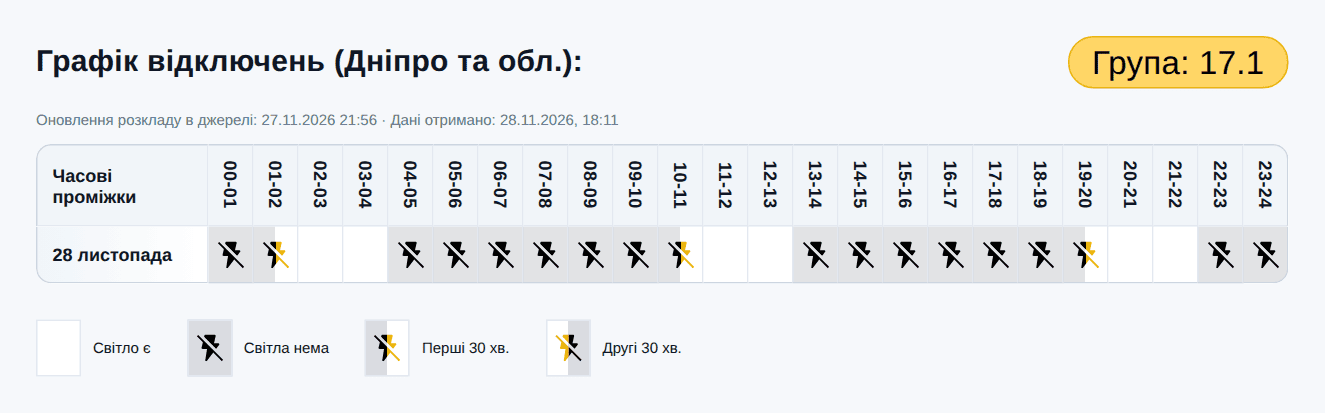 Графік відключень (Дніпро та обл.):
Група: 17.1
Оновлення розкладу в джерелі: 27.11.2026 21:56 · Дані отримано: 28.11.2026, 18:11
Часові
проміжки
00-01
01-02
02-03
03-04
04-05
05-06
06-07
07-08
08-09
09-10
10-11
11-12
12-13
13-14
14-15
15-16
16-17
17-18
18-19
19-20
20-21
21-22
22-23
23-24
28 листопада
Світло є
Світла нема
Перші 30 хв.
Другі 30 хв.